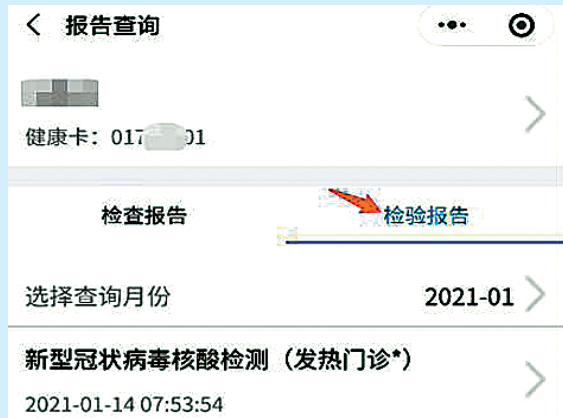 报告查询
健康卡：017 01
检查报告 检验报告
选择查询月份 2021-01
新型冠状病毒核酸检测（发热门诊*）
2021-01-14 07:53:54